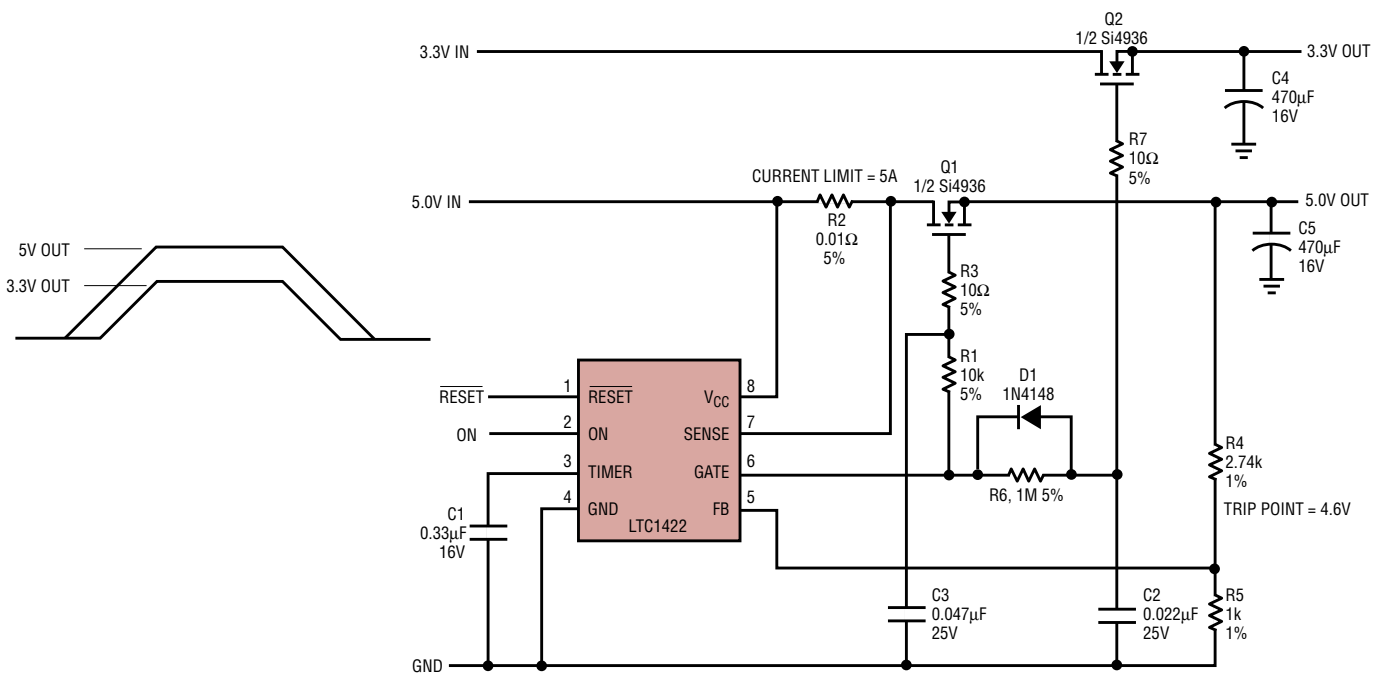 Q2
1/2 Si4936
3.3V IN
3.3V OUT
C4
470µF
16V
R7
10Ω
5%
CURRENT LIMIT = 5A
Q1
1/2 Si4936
5.0V IN
5.0V OUT
R2
0.01Ω
5%
C5
470µF
16V
5V OUT
3.3V OUT
R3
10Ω
5%
R1
10k
5%
D1
1N4148
RESET
1
RESET
VCC
8
ON
2
ON
SENSE
7
3
TIMER
GATE
6
R6, 1M 5%
4
GND
FB
5
LTC1422
R4
2.74k
1%
TRIP POINT = 4.6V
C1
0.33µF
16V
C3
0.047µF
25V
C2
0.022µF
25V
R5
1k
1%
GND